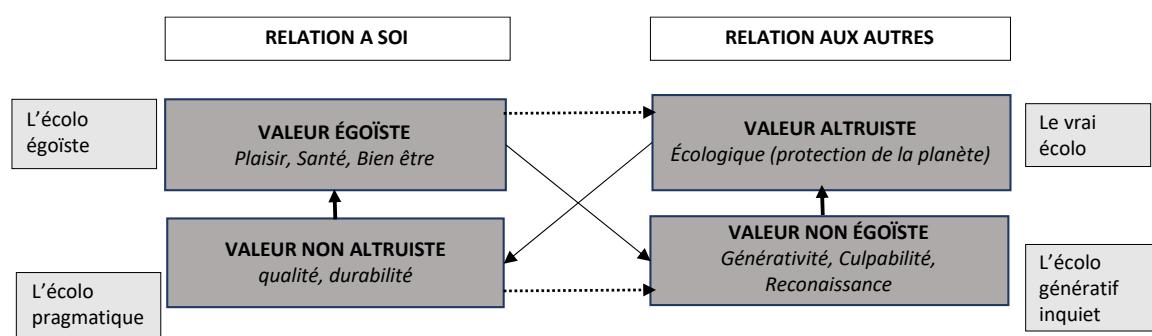 RELATION A SOI
RELATION AUX AUTRES
L’écolo
égoïste
VALEUR ÉGOÏSTE
Plaisir, Santé, Bien être
VALEUR ALTRUISTE
Écologique (protection de la planète)
Le vrai
écolo
L’écolo
pragmatique
VALEUR NON ALTRUISTE
qualité, durabilité
VALEUR NON ÉGOÏSTE
Générativité, Culpabilité,
Reconaissance
L’écolo
génératif
inquiet